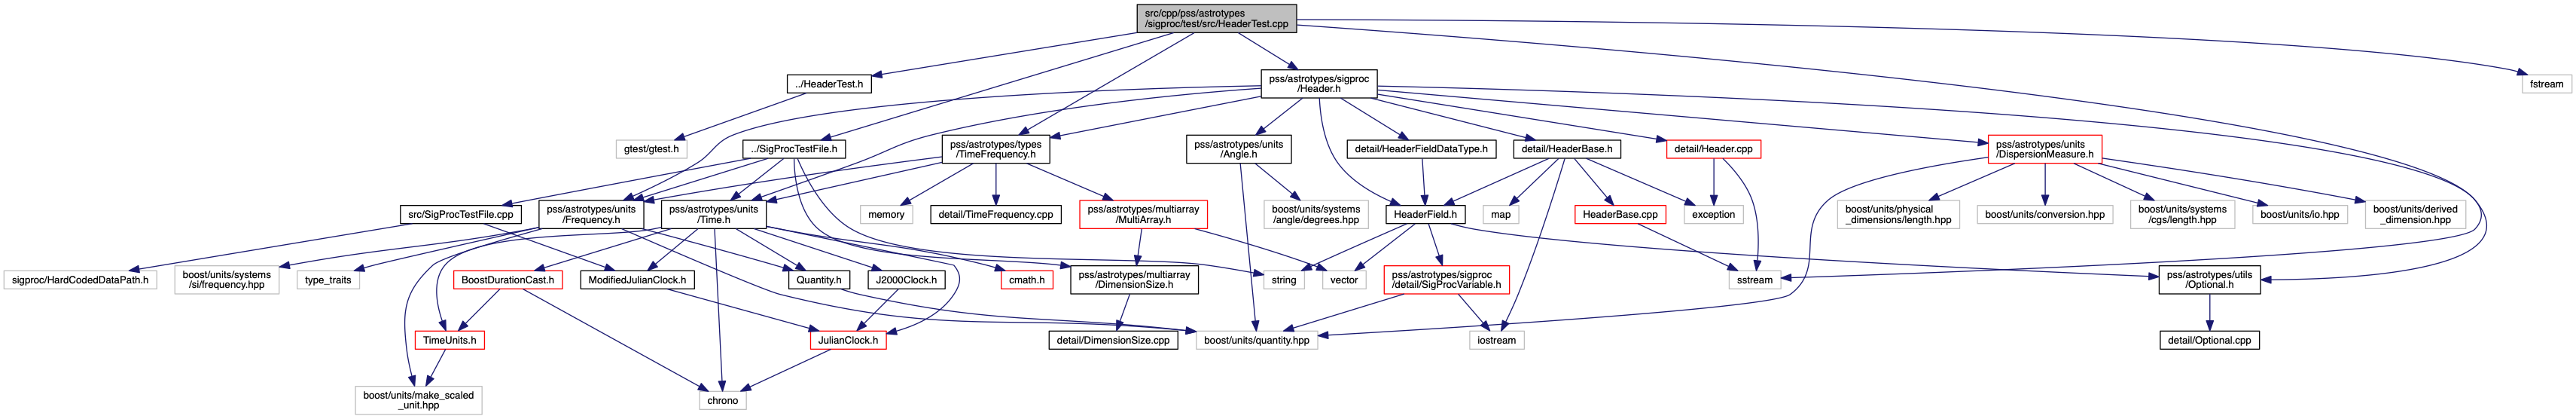 src/cpp/pss/astrotypes
/sigproc/test/src/HeaderTest.cpp
../HeaderTest.h
pss/astrotypes/sigproc
/Header.h
fstream
gtest/gtest.h
../SigProcTestFile.h
pss/astrotypes/types
/TimeFrequency.h
pss/astrotypes/units
/Angle.h
detail/HeaderFieldDataType.h
detail/HeaderBase.h
detail/Header.cpp
pss/astrotypes/units
/DispersionMeasure.h
src/SigProcTestFile.cpp
pss/astrotypes/units
/Frequency.h
pss/astrotypes/units
/Time.h
memory
detail/TimeFrequency.cpp
pss/astrotypes/multiarray
/MultiArray.h
boost/units/systems
/angle/degrees.hpp
HeaderField.h
map
HeaderBase.cpp
exception
boost/units/physical
_dimensions/length.hpp
boost/units/conversion.hpp
boost/units/systems
/cgs/length.hpp
boost/units/io.hpp
boost/units/derived
_dimension.hpp
sigproc/HardCodedDataPath.h
boost/units/systems
/si/frequency.hpp
type_traits
BoostDurationCast.h
ModifiedJulianClock.h
Quantity.h
J2000Clock.h
cmath.h
pss/astrotypes/multiarray
/DimensionSize.h
string
vector
pss/astrotypes/sigproc
/detail/SigProcVariable.h
sstream
pss/astrotypes/utils
/Optional.h
TimeUnits.h
JulianClock.h
detail/DimensionSize.cpp
boost/units/quantity.hpp
iostream
detail/Optional.cpp
boost/units/make_scaled
_unit.hpp
chrono